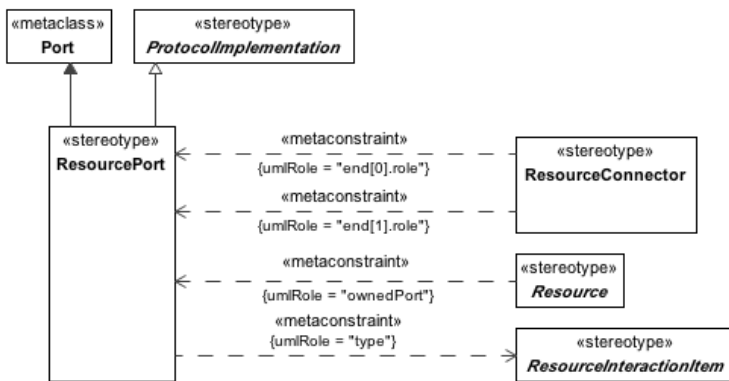 «metaclass»
Port
«stereotype»
ProtocolImplementation
«stereotype»
ResourcePort
«metaconstraint»
{umlRole = "end[0].role"}
«metaconstraint»
{umlRole = "end[1].role"}
«stereotype»
ResourceConnector
«metaconstraint»
{umlRole = "ownedPort"}
«stereotype»
Resource
«metaconstraint»
{umlRole = "type"}
«stereotype»
ResourceInteractionItem